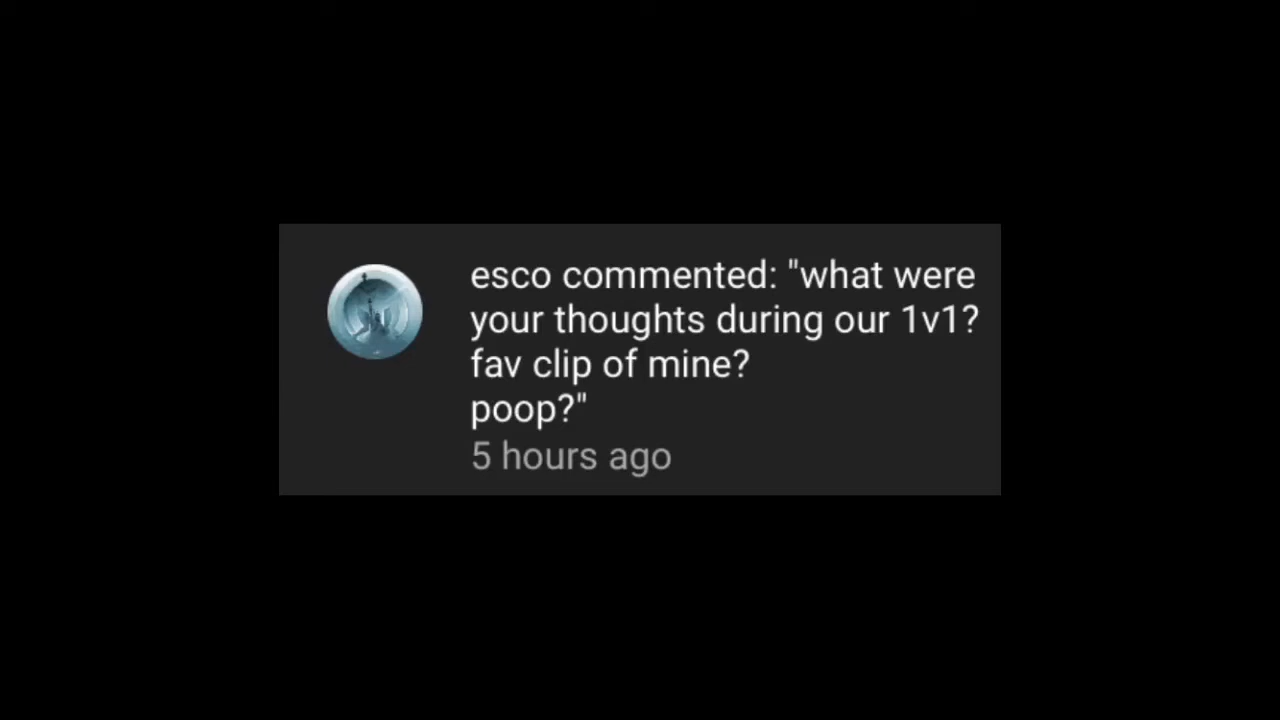 esco commented: "what were
your thoughts during our 1v1?
fav clip of mine?
poop?"
5 hours ago